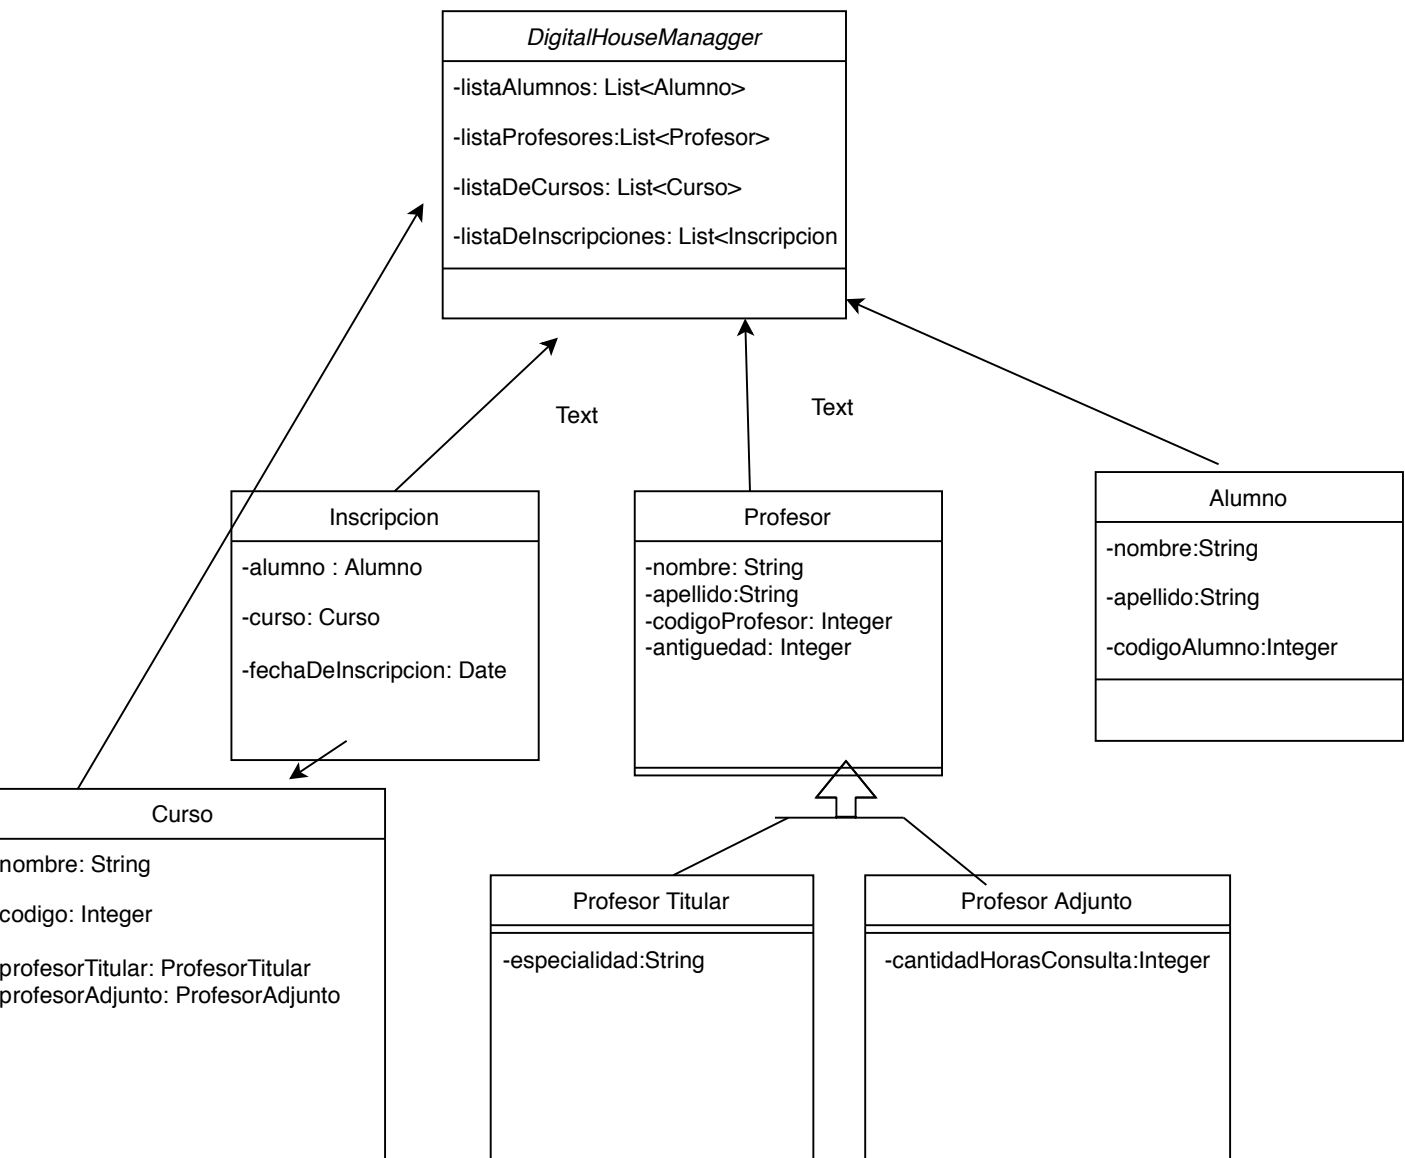 DigitalHouseManagger
-listaAlumnos: List<Alumno>
-listaProfesores:List<Profesor>
-listaDeCursos: List<Curso>
-listaDeInscripciones: List<Inscripcion
Text
Text
Inscripcion
-alumno : Alumno
-curso: Curso
-fechaDeInscripcion: Date
Profesor
-nombre: String
-apellido:String
-codigoProfesor: Integer
-antiguedad: Integer
Alumno
-nombre:String
-apellido:String
-codigoAlumno:Integer
Curso
nombre: String
codigo: Integer
profesorTitular: ProfesorTitular
profesorAdjunto: ProfesorAdjunto
Profesor Titular
-especialidad:String
Profesor Adjunto
-cantidadHorasConsulta:Integer